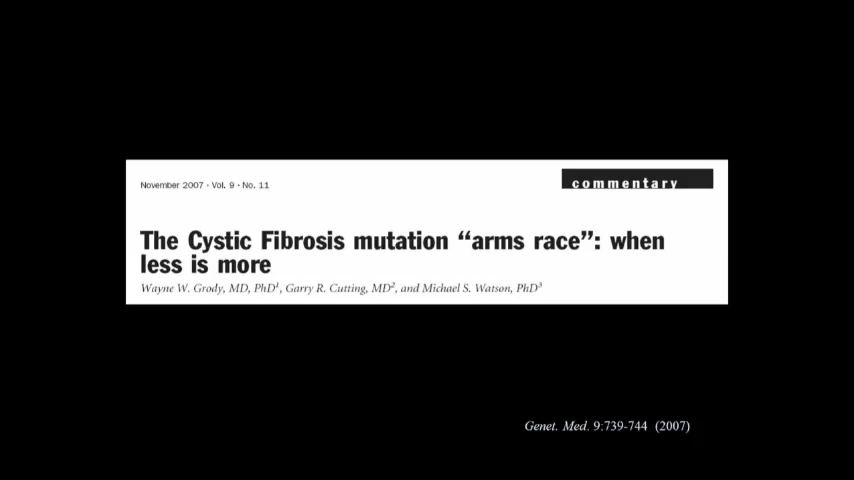 November 2007 · Vol. 9 · No. 11
commentary
The Cystic Fibrosis mutation “arms race”: when
less is more
Wayne W. Grody, MD, PhD¹, Garry R. Cutting, MD², and Michael S. Watson, PhD³
Genet. Med. 9:739-744 (2007)